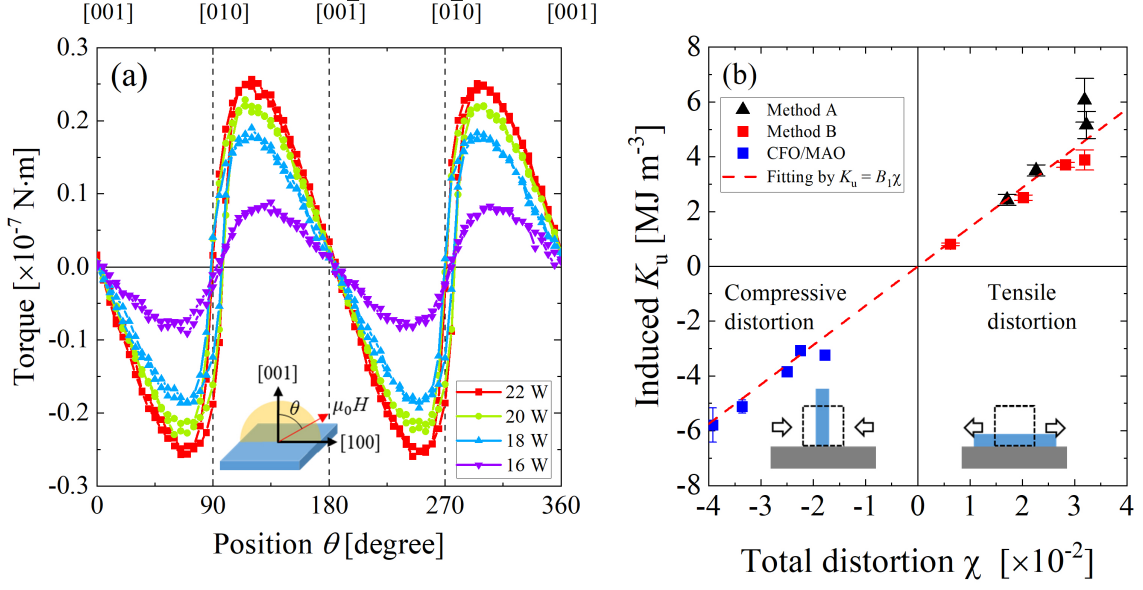 [001] [010] [00‾1] [0‾10] [001]
(a)
0.3
0.2
0.1
0.0
-0.1
-0.2
-0.3
Torque [×10⁻⁷ N·m]
[001]
θ
μ₀H
[100]
22 W
20 W
18 W
16 W
0 90 180 270 360
Position θ [degree]
(b)
8
6
4
2
0
-2
-4
-6
-8
Induced Kᵤ [MJ m⁻³]
Method A
Method B
CFO/MAO
Fitting by Kᵤ = B₁χ
Compressive
distortion
Tensile
distortion
-4 -3 -2 -1 0 1 2 3 4
Total distortion χ [×10⁻²]